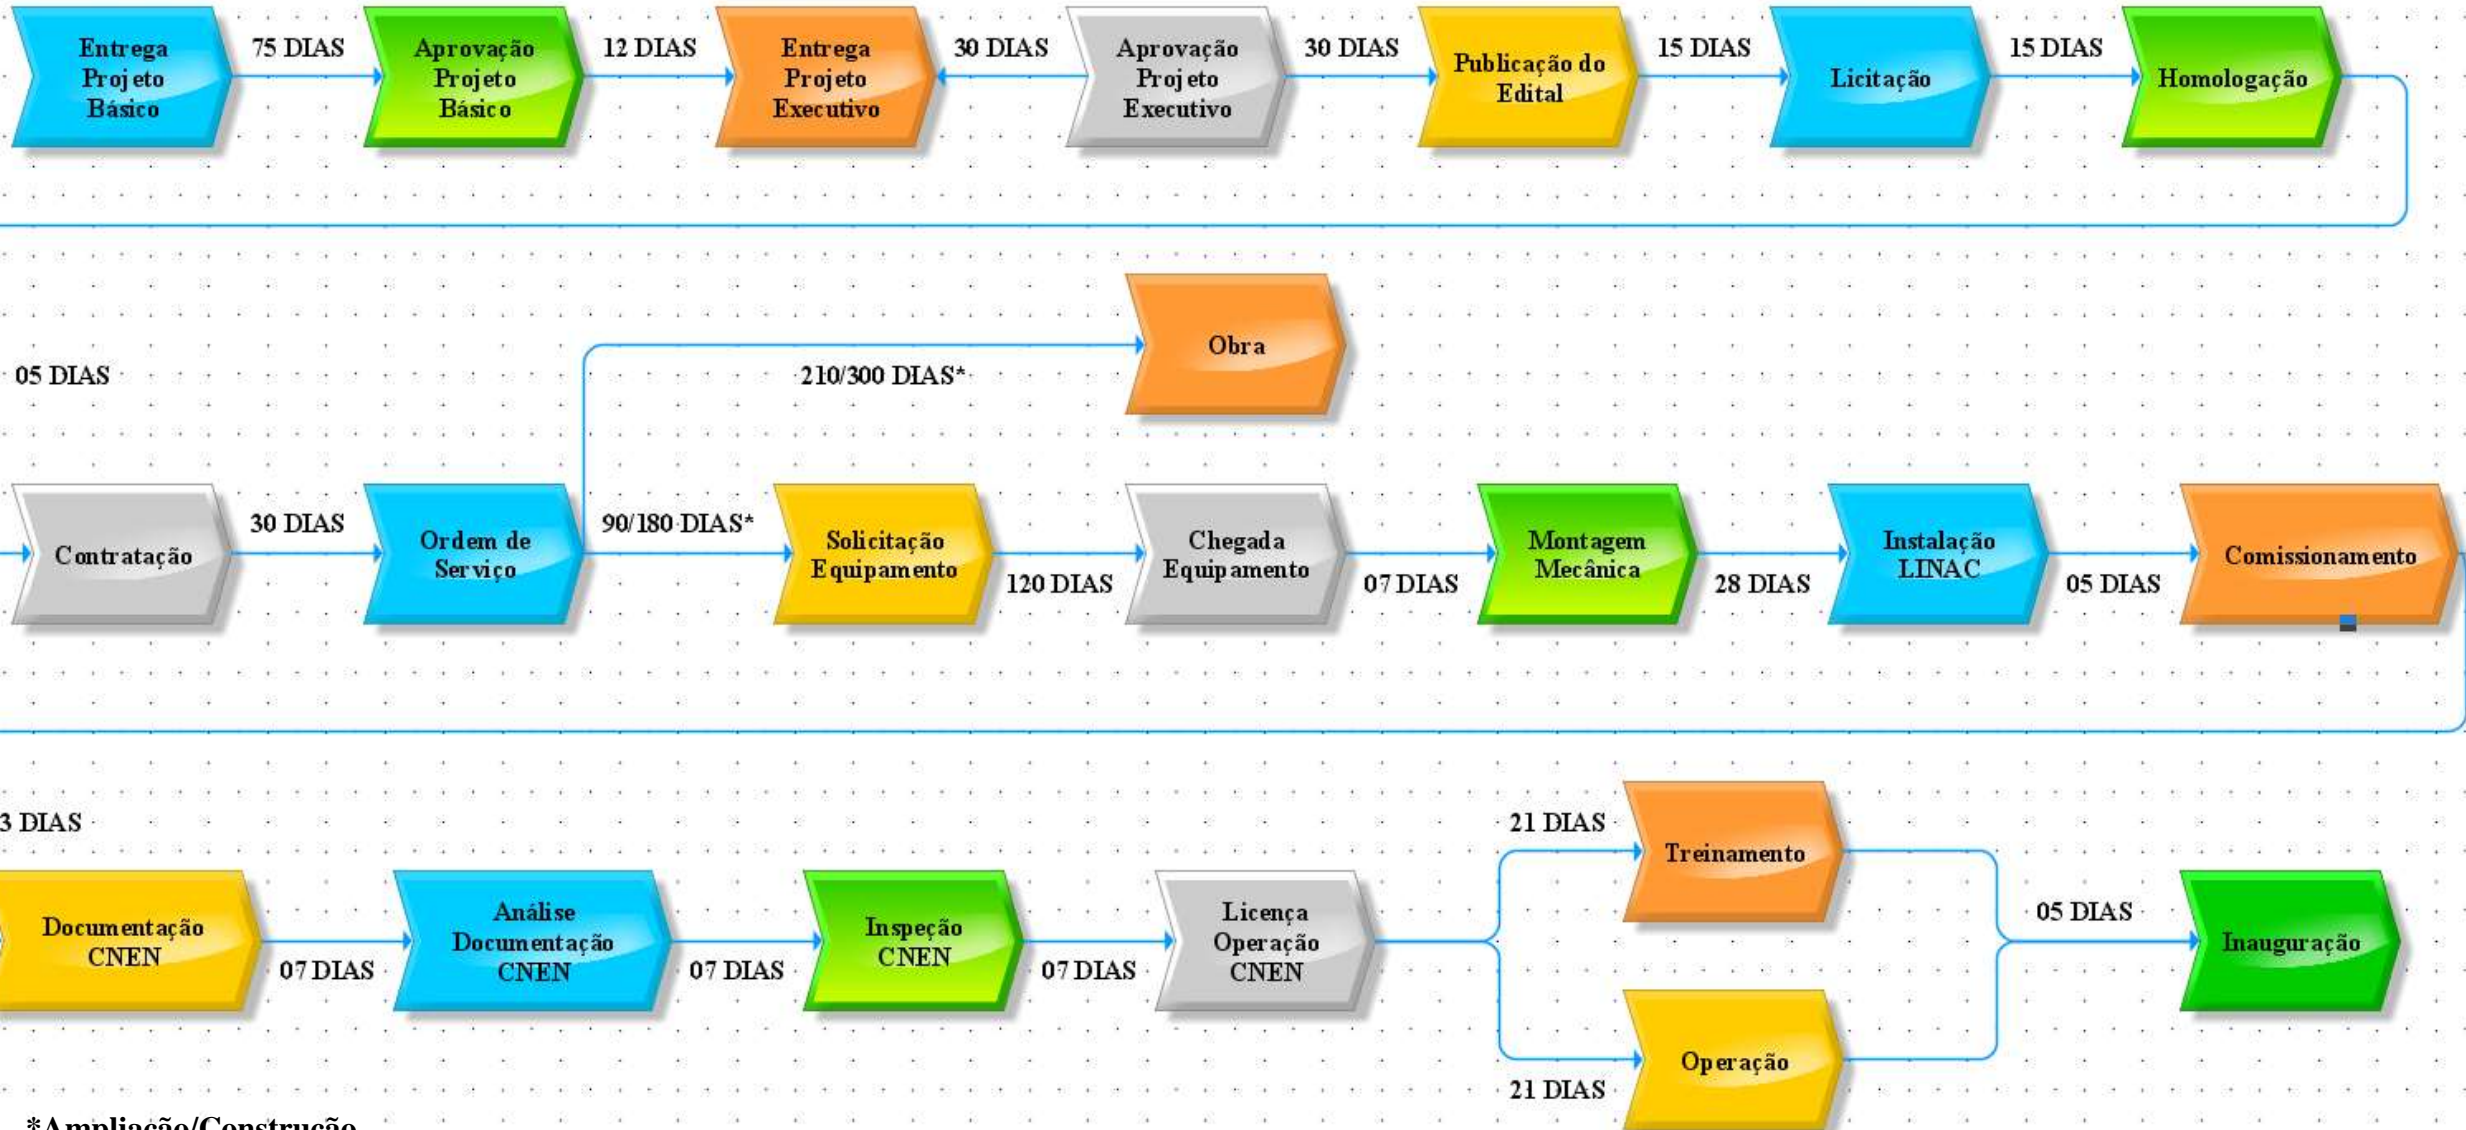 Entrega
Projeto
Básico
75 DIAS
Aprovação
Projeto
Básico
12 DIAS
Entrega
Projeto
Executivo
30 DIAS
Aprovação
Projeto
Executivo
30 DIAS
Publicação do
Edital
15 DIAS
Licitação
15 DIAS
Homologação
05 DIAS
210/300 DIAS*
Obra
Contratação
30 DIAS
Ordem de
Serviço
90/180 DIAS*
Solicitação
Equipamento
120 DIAS
Chegada
Equipamento
07 DIAS
Montagem
Mecânica
28 DIAS
Instalação
LINAC
05 DIAS
Comissionamento
3 DIAS
Documentação
CNEN
07 DIAS
Análise
Documentação
CNEN
07 DIAS
Inspeção
CNEN
07 DIAS
Licença
Operação
CNEN
21 DIAS
Treinamento
21 DIAS
Operação
05 DIAS
Inauguração
*Ampliação/Construção